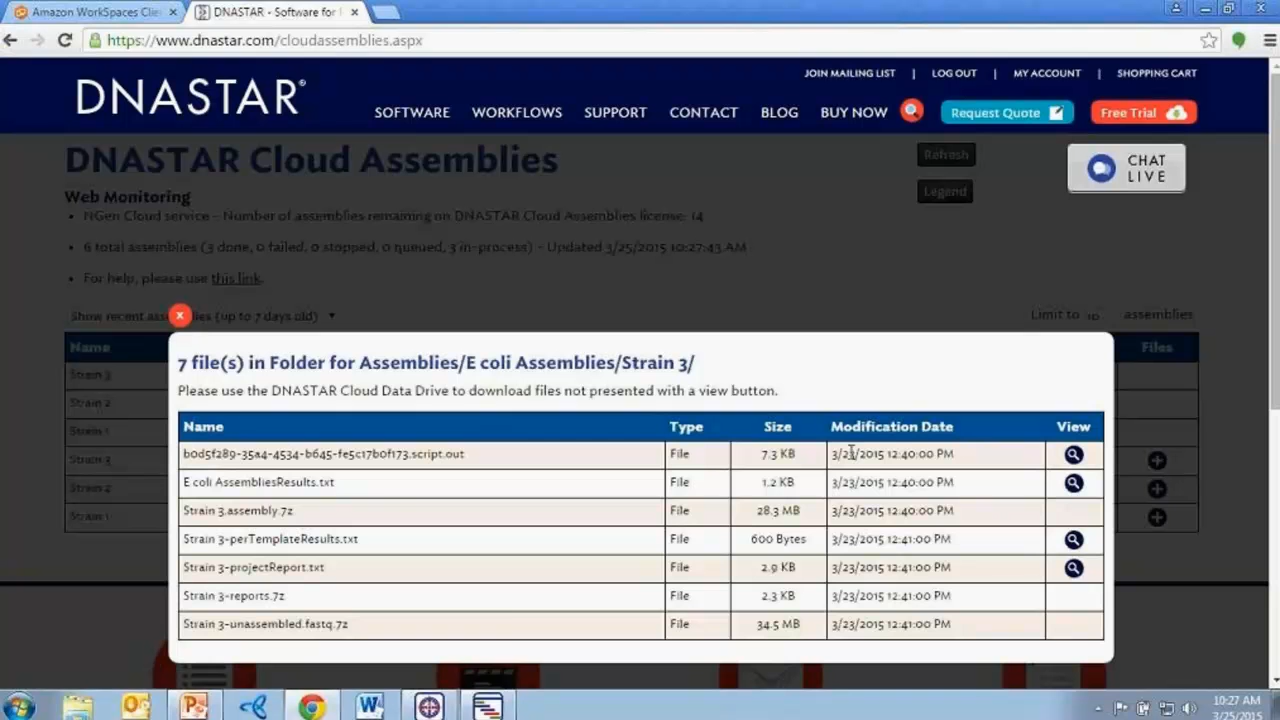 Amazon WorkSpaces Clie
DNASTAR - Software for
https://www.dnastar.com/cloudassemblies.aspx
JOIN MAILING LIST | LOG OUT | MY ACCOUNT | SHOPPING CART
DNASTAR®
SOFTWARE WORKFLOWS SUPPORT CONTACT BLOG BUY NOW Request Quote Free Trial
DNASTAR Cloud Assemblies
Refresh
CHAT LIVE
Web Monitoring
Legend
• NGen Cloud service - Number of assemblies remaining on DNASTAR Cloud Assemblies license: 14
• 6 total assemblies (3 done, 0 failed, 0 stopped, 0 queued, 3 in-process) - Updated 3/25/2015 10:27:43 AM
• For help, please use this link.
Show recent assemblies (up to 7 days old)
x
Limit to 10 assemblies
Name Files
Strain 3
Strain 2
Strain 1
Strain 3
Strain 2
Strain 1
7 file(s) in Folder for Assemblies/E coli Assemblies/Strain 3/
Please use the DNASTAR Cloud Data Drive to download files not presented with a view button.
Name Type Size Modification Date View
b0d5f289-35a4-4534-b645-fe5c17b0f173.script.out File 7.3 KB 3/23/2015 12:40:00 PM
E coli AssembliesResults.txt File 1.2 KB 3/23/2015 12:40:00 PM
Strain 3.assembly.7z File 28.3 MB 3/23/2015 12:40:00 PM
Strain 3-perTemplateResults.txt File 600 Bytes 3/23/2015 12:41:00 PM
Strain 3-projectReport.txt File 2.9 KB 3/23/2015 12:41:00 PM
Strain 3-reports.7z File 2.3 KB 3/23/2015 12:41:00 PM
Strain 3-unassembled.fastq.7z File 34.5 MB 3/23/2015 12:41:00 PM
10:27 AM
3/25/2015